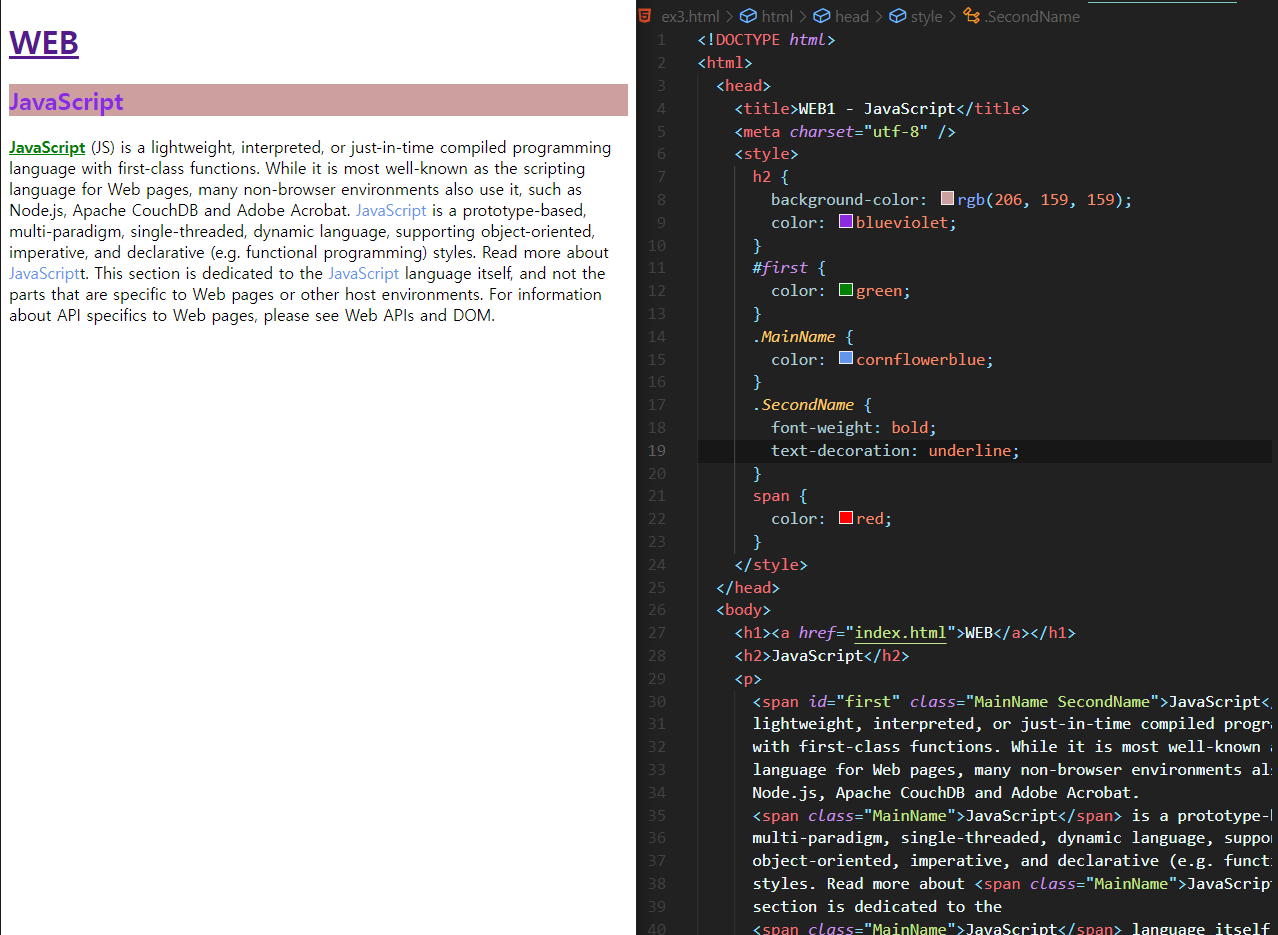 WEB
JavaScript
JavaScript (JS) is a lightweight, interpreted, or just-in-time compiled programming
language with first-class functions. While it is most well-known as the scripting
language for Web pages, many non-browser environments also use it, such as
Node.js, Apache CouchDB and Adobe Acrobat. JavaScript is a prototype-based,
multi-paradigm, single-threaded, dynamic language, supporting object-oriented,
imperative, and declarative (e.g. functional programming) styles. Read more about
JavaScriptt. This section is dedicated to the JavaScript language itself, and not the
parts that are specific to Web pages or other host environments. For information
about API specifics to Web pages, please see Web APIs and DOM.
ex3.html > html > head > style > .SecondName
1 <!DOCTYPE html>
2 <html>
3 <head>
4 <title>WEB1 - JavaScript</title>
5 <meta charset="utf-8" />
6 <style>
7 h2 {
8 background-color: rgb(206, 159, 159);
9 color: blueviolet;
10 }
11 #first {
12 color: green;
13 }
14 .MainName {
15 color: cornflowerblue;
16 }
17 .SecondName {
18 font-weight: bold;
19 text-decoration: underline;
20 }
21 span {
22 color: red;
23 }
24 </style>
25 </head>
26 <body>
27 <h1><a href="index.html">WEB</a></h1>
28 <h2>JavaScript</h2>
29 <p>
30 <span id="first" class="MainName SecondName">JavaScript<
31 lightweight, interpreted, or just-in-time compiled progr
32 with first-class functions. While it is most well-known
33 language for Web pages, many non-browser environments al
34 Node.js, Apache CouchDB and Adobe Acrobat.
35 <span class="MainName">JavaScript</span> is a prototype-
36 multi-paradigm, single-threaded, dynamic language, suppo
37 object-oriented, imperative, and declarative (e.g. functi
38 styles. Read more about <span class="MainName">JavaScript
39 section is dedicated to the
40 <span class="MainName">JavaScript</span> language itself